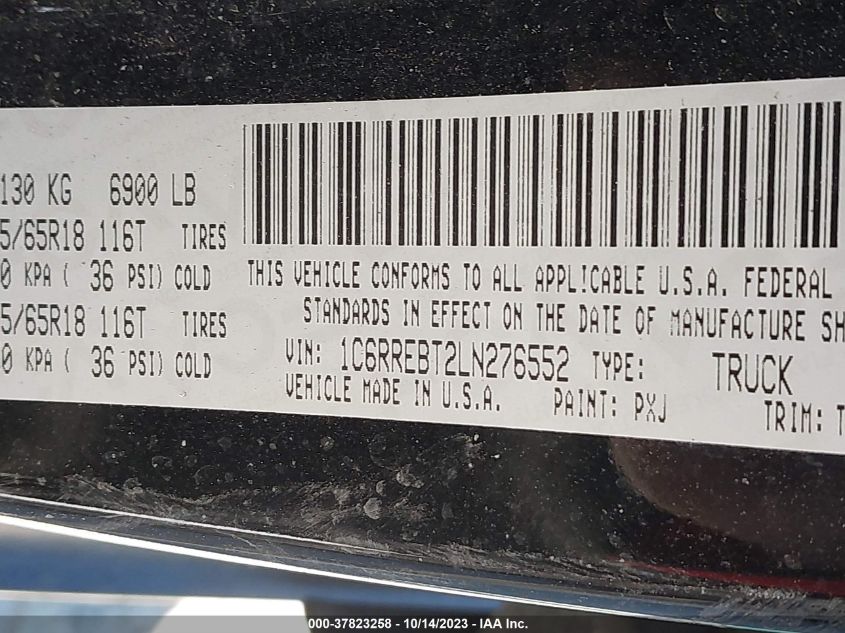 130 KG 6900 LB
5/65R18 116T TIRES
0 KPA ( 36 PSI) COLD
5/65R18 116T TIRES
0 KPA ( 36 PSI) COLD
THIS VEHICLE CONFORMS TO ALL APPLICABLE U.S.A. FEDERAL
STANDARDS IN EFFECT ON THE DATE OF MANUFACTURE SH
VIN: 1C6RREBT2LN276552 TYPE: TRUCK
VEHICLE MADE IN U.S.A. PAINT: PXJ TRIM: T
000-37823258 - 10/14/2023 - IAA Inc.